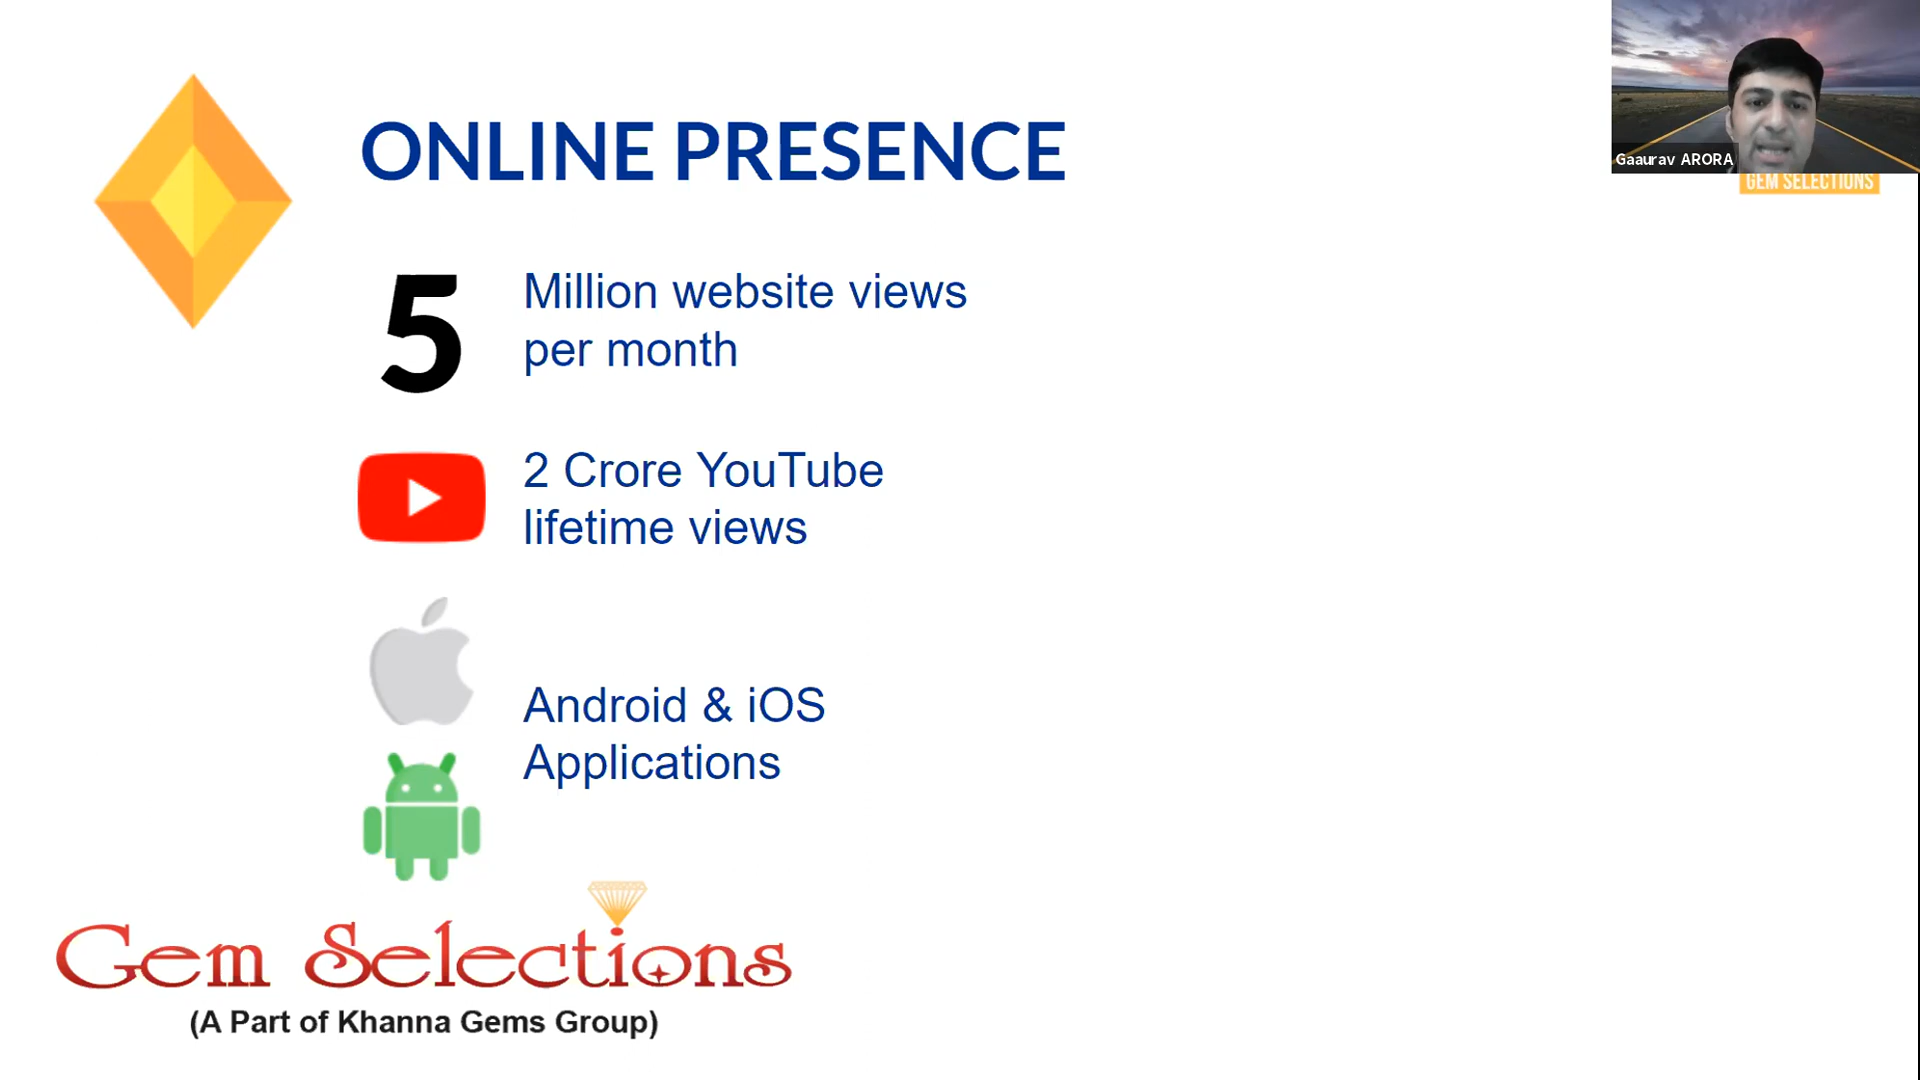 ONLINE PRESENCE
Gaaurav ARORA
GEM SELECTIONS
5
Million website views
per month
2 Crore YouTube
lifetime views
Android & iOS
Applications
Gem Selections
(A Part of Khanna Gems Group)